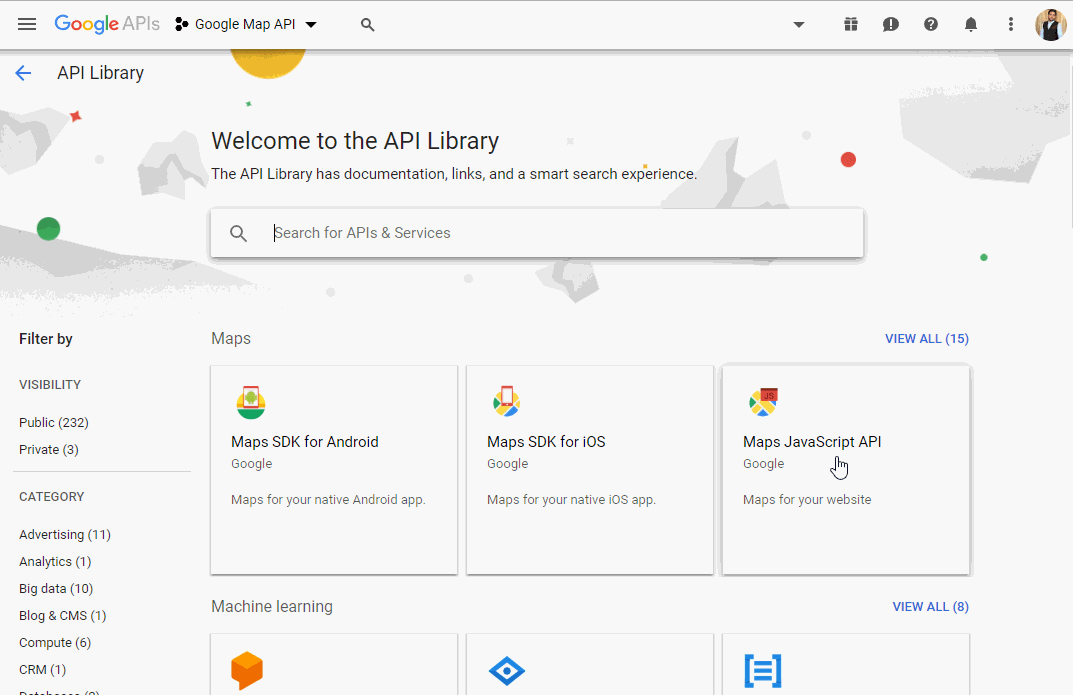 Google APIs Google Map API
API Library
Welcome to the API Library
The API Library has documentation, links, and a smart search experience.
Search for APIs & Services
Filter by
VISIBILITY
Public (232)
Private (3)
CATEGORY
Advertising (11)
Analytics (1)
Big data (10)
Blog & CMS (1)
Compute (6)
CRM (1)
Maps VIEW ALL (15)
Maps SDK for Android
Google
Maps for your native Android app.
Maps SDK for iOS
Google
Maps for your native iOS app.
JS
Maps JavaScript API
Google
Maps for your website
Machine learning VIEW ALL (8)